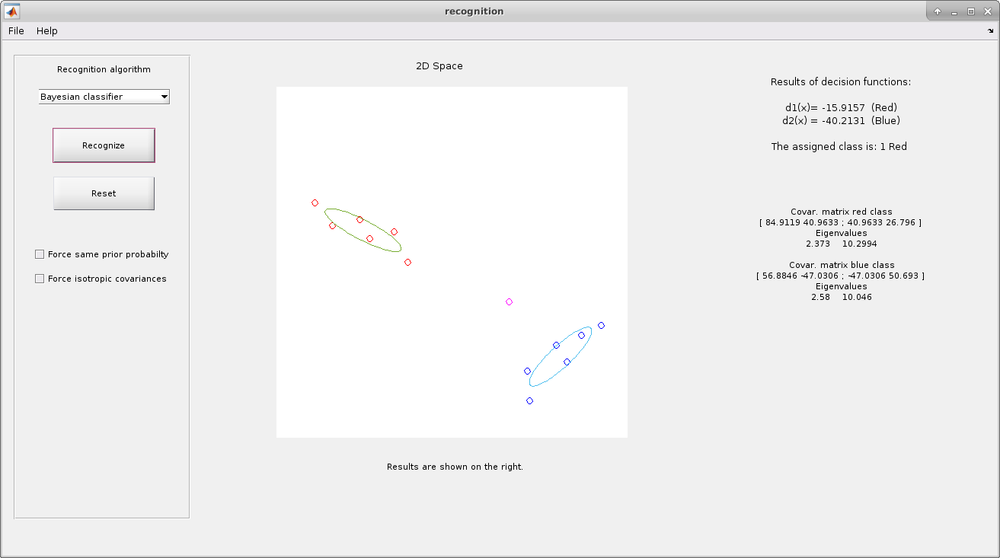 recognition
File Help
Recognition algorithm
Bayesian classifier
Recognize
Reset
Force same prior probabilty
Force isotropic covariances
2D Space
Results are shown on the right.
Results of decision functions:
d1(x)= -15.9157 (Red)
d2(x) = -40.2131 (Blue)
The assigned class is: 1 Red
Covar. matrix red class
[ 84.9119 40.9633 ; 40.9633 26.796 ]
Eigenvalues
2.373 10.2994
Covar. matrix blue class
[ 56.8846 -47.0306 ; -47.0306 50.693 ]
Eigenvalues
2.58 10.046